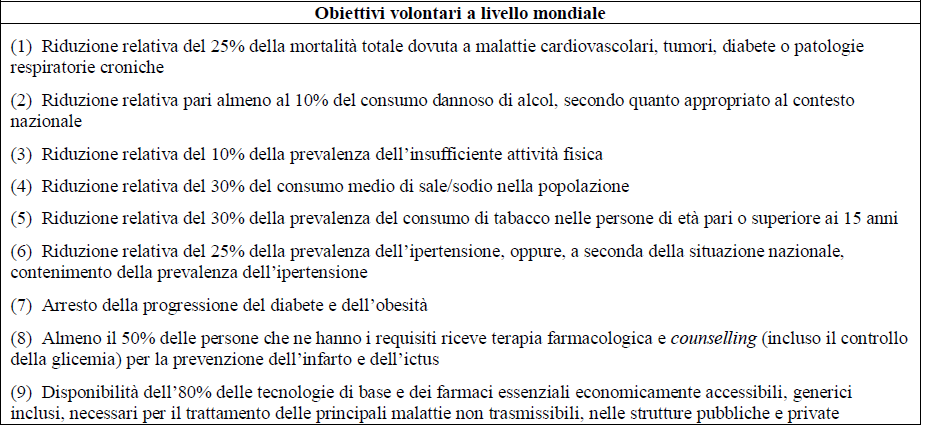 Obiettivi volontari a livello mondiale
(1) Riduzione relativa del 25% della mortalità totale dovuta a malattie cardiovascolari, tumori, diabete o patologie
respiratorie croniche
(2) Riduzione relativa pari almeno al 10% del consumo dannoso di alcol, secondo quanto appropriato al contesto
nazionale
(3) Riduzione relativa del 10% della prevalenza dell’insufficiente attività fisica
(4) Riduzione relativa del 30% del consumo medio di sale/sodio nella popolazione
(5) Riduzione relativa del 30% della prevalenza del consumo di tabacco nelle persone di età pari o superiore ai 15 anni
(6) Riduzione relativa del 25% della prevalenza dell’ipertensione, oppure, a seconda della situazione nazionale,
contenimento della prevalenza dell’ipertensione
(7) Arresto della progressione del diabete e dell’obesità
(8) Almeno il 50% delle persone che ne hanno i requisiti riceve terapia farmacologica e counselling (incluso il controllo
della glicemia) per la prevenzione dell’infarto e dell’ictus
(9) Disponibilità dell’80% delle tecnologie di base e dei farmaci essenziali economicamente accessibili, generici
inclusi, necessari per il trattamento delle principali malattie non trasmissibili, nelle strutture pubbliche e private